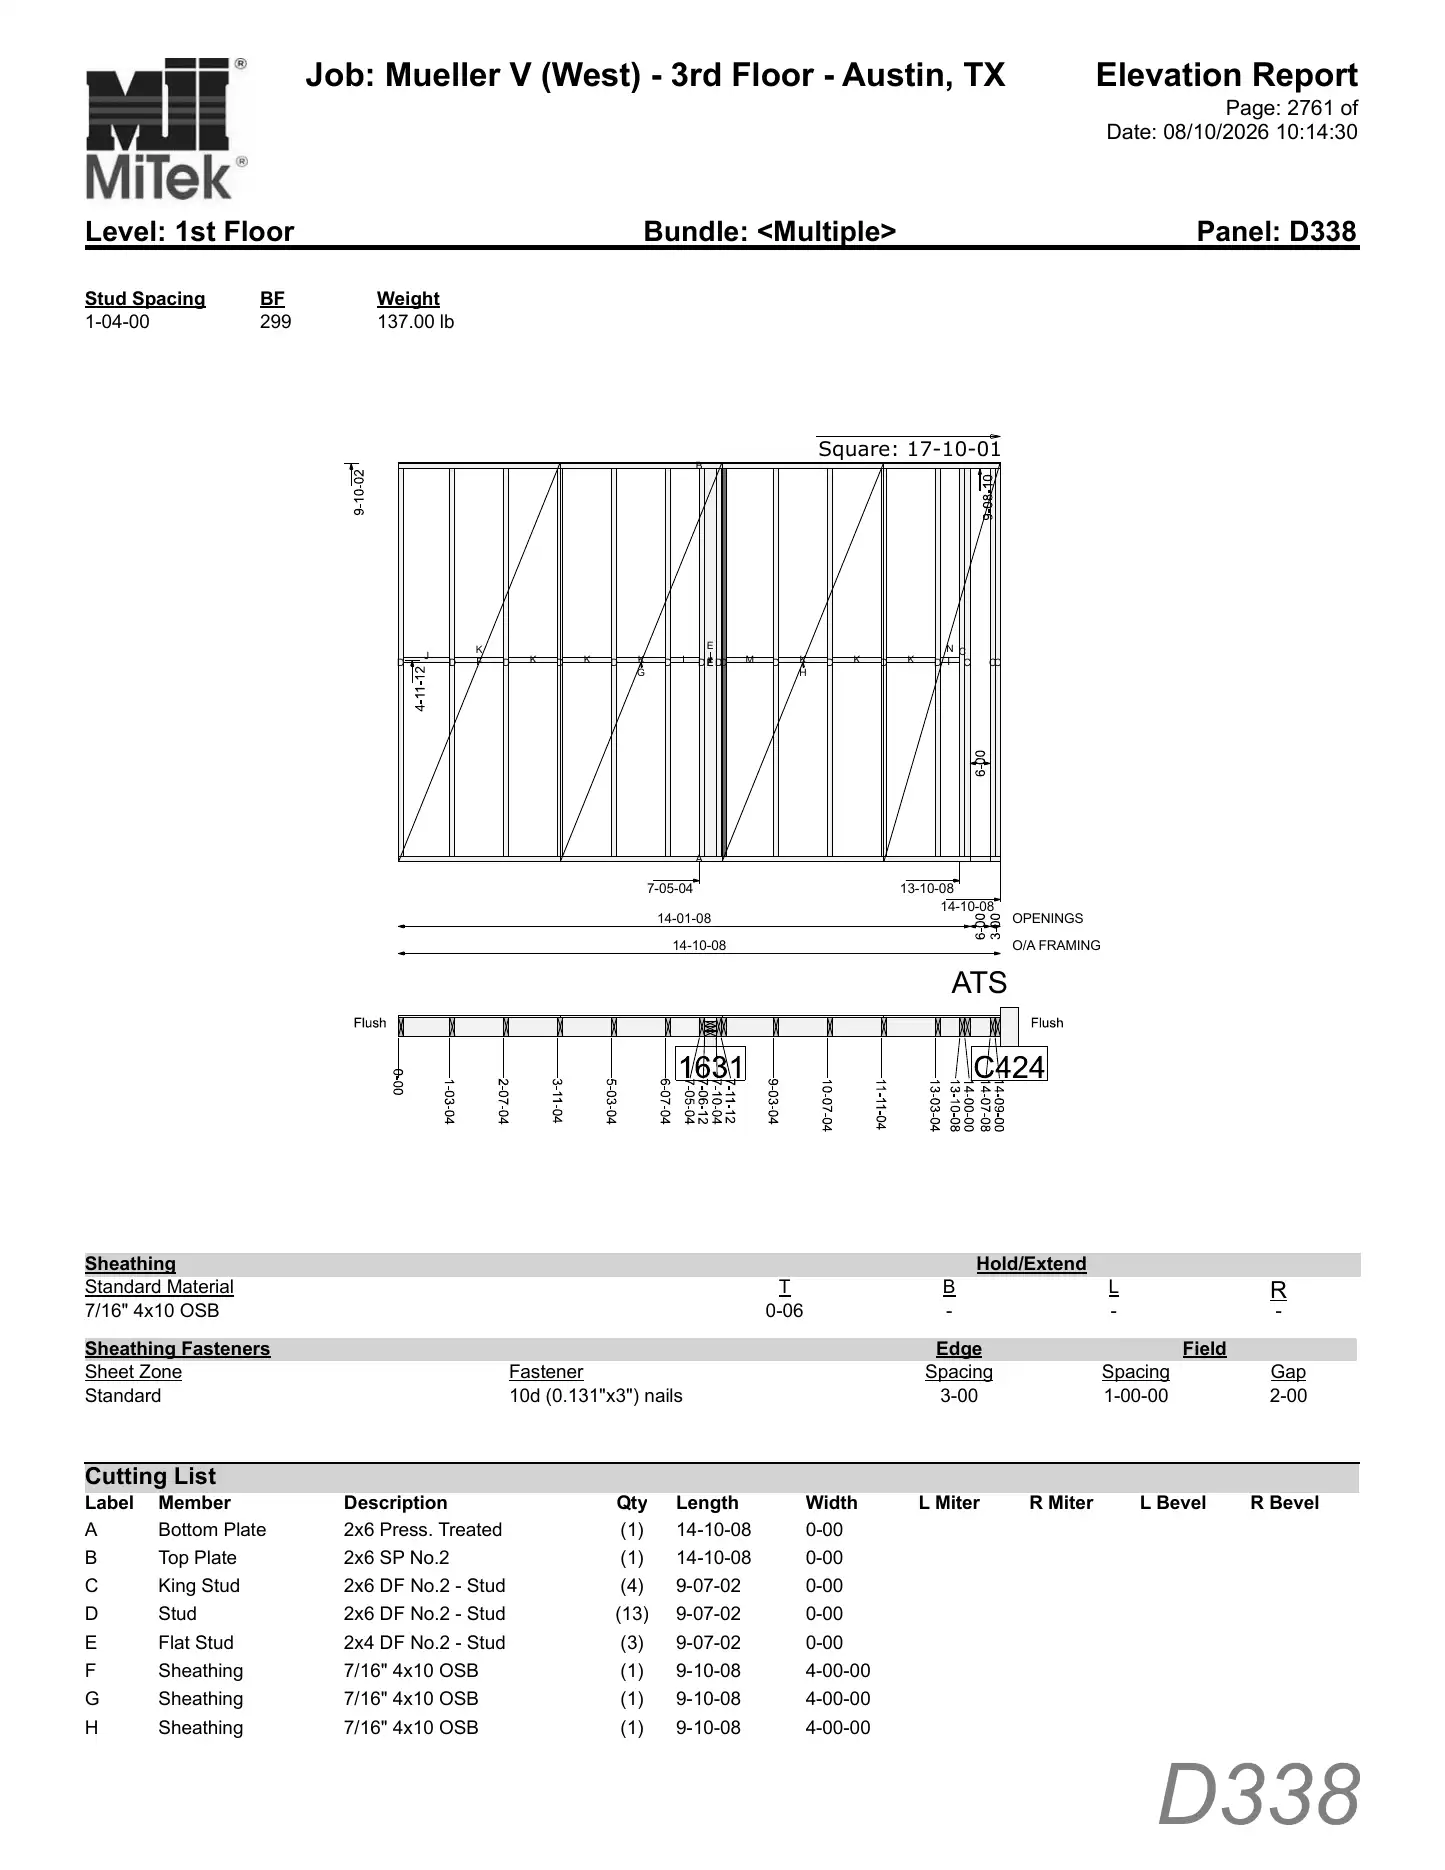 Job: Mueller V (West) - 3rd Floor - Austin, TX
Elevation Report
Page: 2761 of
Date: 08/10/2026 10:14:30
MiTek®
Level: 1st Floor Bundle: <Multiple> Panel: D338
Stud Spacing BF Weight
1-04-00 299 137.00 lb
Square: 17-10-01
9-10-02
9-08-10
B
E
J K K K K I E M K K K N C
G H
4-11-12
6-00
A
7-05-04 13-10-08
14-10-08
14-01-08 6-00 3-00 OPENINGS
14-10-08 O/A FRAMING
ATS
Flush Flush
1631 C424
0-00 1-03-04 2-07-04 3-11-04 5-03-04 6-07-04 7-05-04 7-06-12 7-10-04 7-11-12 9-03-04 10-07-04 11-11-04 13-03-04 13-10-08 14-00-00 14-07-08 14-09-00
Sheathing Hold/Extend
Standard Material T B L R
7/16" 4x10 OSB 0-06 - - -
Sheathing Fasteners Edge Field
Sheet Zone Fastener Spacing Spacing Gap
Standard 10d (0.131"x3") nails 3-00 1-00-00 2-00
Cutting List
Label Member Description Qty Length Width L Miter R Miter L Bevel R Bevel
A Bottom Plate 2x6 Press. Treated (1) 14-10-08 0-00
B Top Plate 2x6 SP No.2 (1) 14-10-08 0-00
C King Stud 2x6 DF No.2 - Stud (4) 9-07-02 0-00
D Stud 2x6 DF No.2 - Stud (13) 9-07-02 0-00
E Flat Stud 2x4 DF No.2 - Stud (3) 9-07-02 0-00
F Sheathing 7/16" 4x10 OSB (1) 9-10-08 4-00-00
G Sheathing 7/16" 4x10 OSB (1) 9-10-08 4-00-00
H Sheathing 7/16" 4x10 OSB (1) 9-10-08 4-00-00
D338